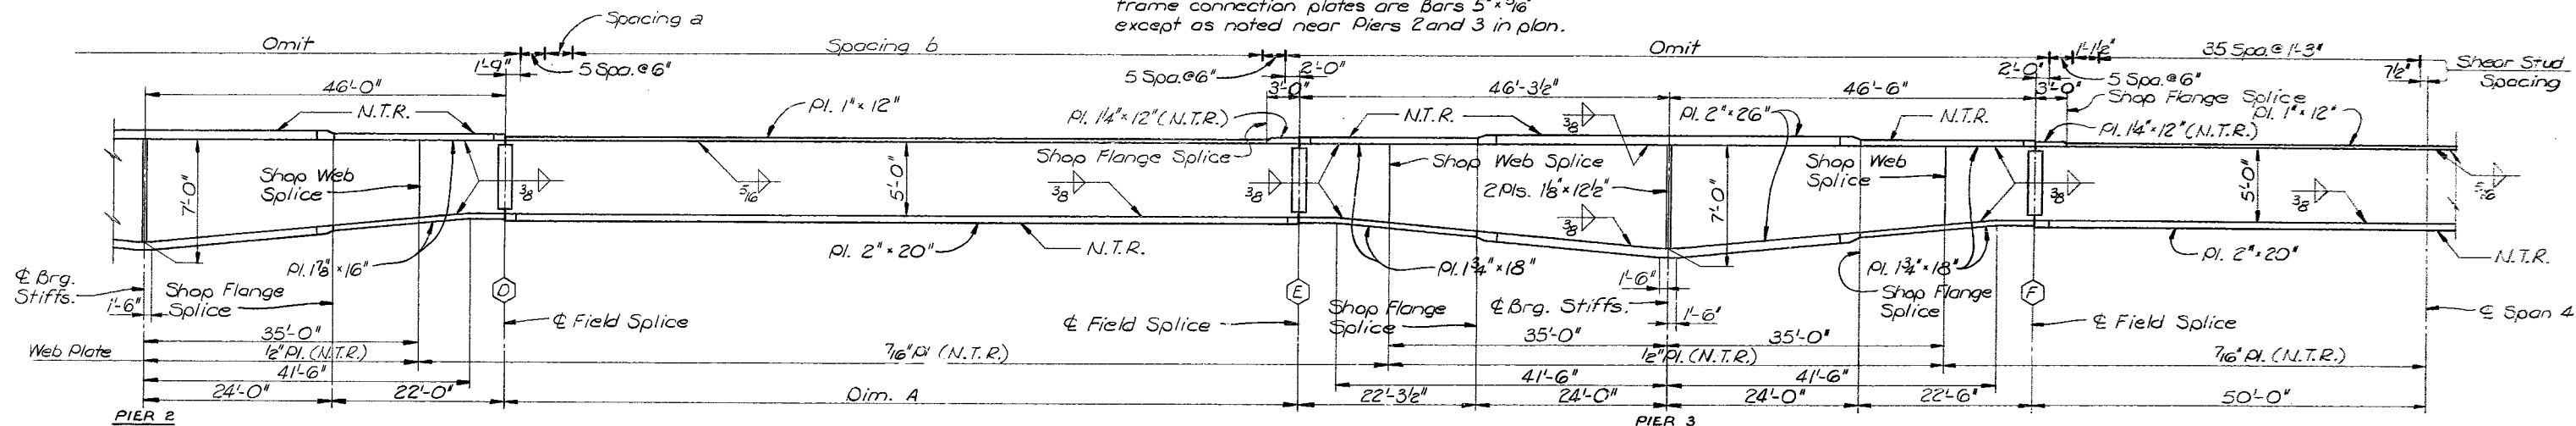 frame connection plates are Bars 5" x 5/16"
except as noted near Piers 2 and 3 in plan.
Spacing a
Omit
Spacing b
Omit
1'-1½"
35 Spa. @ 1'-3"
1'-9"
5 Spa. @ 6"
5 Spa. @ 6"
2'-0"
2'-0"
5 Spa. @ 6"
7½"
Shear Stud
Spacing
46'-0"
3'-0"
46'-3½"
46'-6"
3'-0"
Shop Flange Splice
N.T.R.
Pl. 1" x 12"
Pl. 1¼" x 12" (N.T.R.)
N.T.R.
3/8
Pl. 2" x 26"
N.T.R.
Pl. 1" x 12"
Pl. 1¼" x 12" (N.T.R.)
Shop Flange Splice
Shop Web Splice
Shop Web
Splice
7'-0"
Shop Web
Splice
3/8
5/16
3/8
5'-0"
3/8
2 Pls. 1⅛" x 12½"
3/8
7'-0"
3/8
3/8
5'-0"
5/16
Pl. 1⅞" x 16"
Pl. 2" x 20"
N.T.R.
Pl. 1¾" x 18"
Pl. 1¾" x 18"
Pl. 2" x 20"
N.T.R.
℄ Brg.
Stiffs.
1'-6"
Shop Flange
Splice
D
E
Shop Flange
Splice
1'-6"
℄ Brg. Stiffs.
1'-6"
Shop Flange
Splice
F
℄ Field Splice
℄ Field Splice
℄ Field Splice
℄ Span 4
35'-0"
35'-0"
35'-0"
Web Plate
½" Pl. (N.T.R.)
7/16" Pl (N.T.R.)
½" Pl. (N.T.R.)
7/16" Pl. (N.T.R.)
41'-6"
41'-6"
41'-6"
24'-0"
22'-0"
Dim. A
22'-3½"
24'-0"
24'-0"
22'-6"
50'-0"
PIER 2
PIER 3